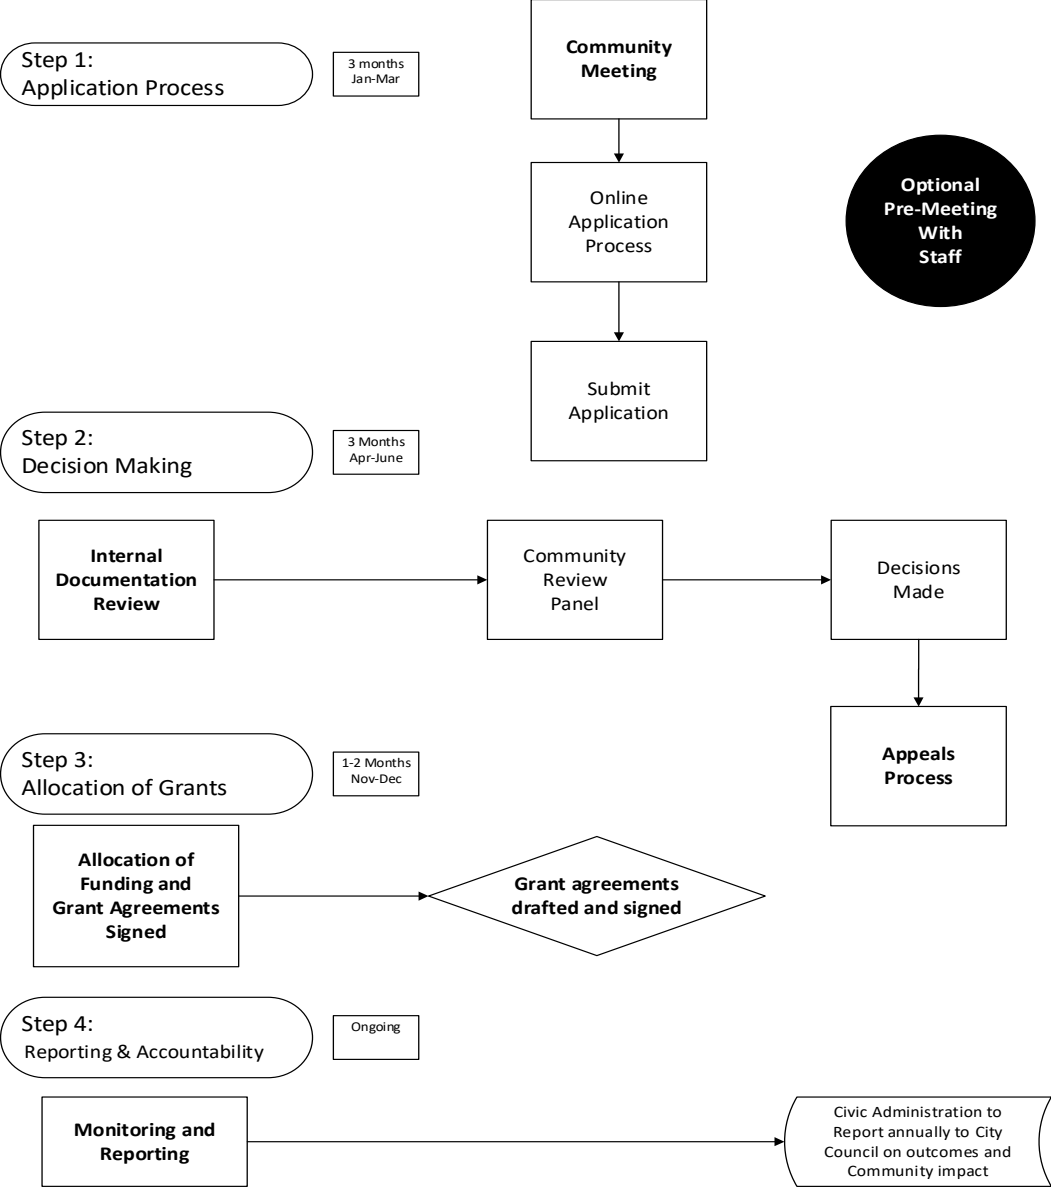 Step 1:
Application Process
3 months
Jan-Mar
Community
Meeting
Online
Application
Process
Optional
Pre-Meeting
With
Staff
Submit
Application
Step 2:
Decision Making
3 Months
Apr-June
Internal
Documentation
Review
Community
Review
Panel
Decisions
Made
Appeals
Process
Step 3:
Allocation of Grants
1-2 Months
Nov-Dec
Allocation of
Funding and
Grant Agreements
Signed
Grant agreements
drafted and signed
Step 4:
Reporting & Accountability
Ongoing
Monitoring and
Reporting
Civic Administration to
Report annually to City
Council on outcomes and
Community impact